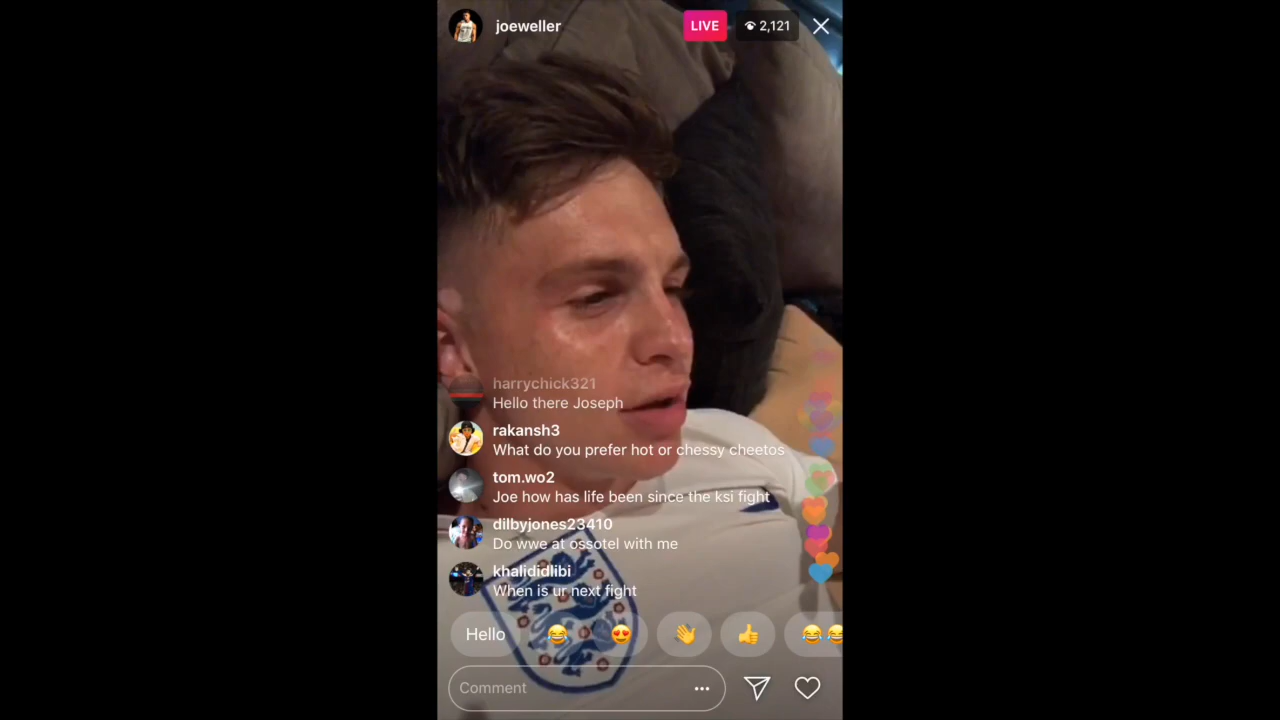 joeweller
LIVE
2,121
harrychick321
Hello there Joseph
rakansh3
What do you prefer hot or chessy cheetos
tom.wo2
Joe how has life been since the ksi fight
dilbyjones23410
Do wwe at ossotel with me
khalididlibi
When is ur next fight
Hello
Comment